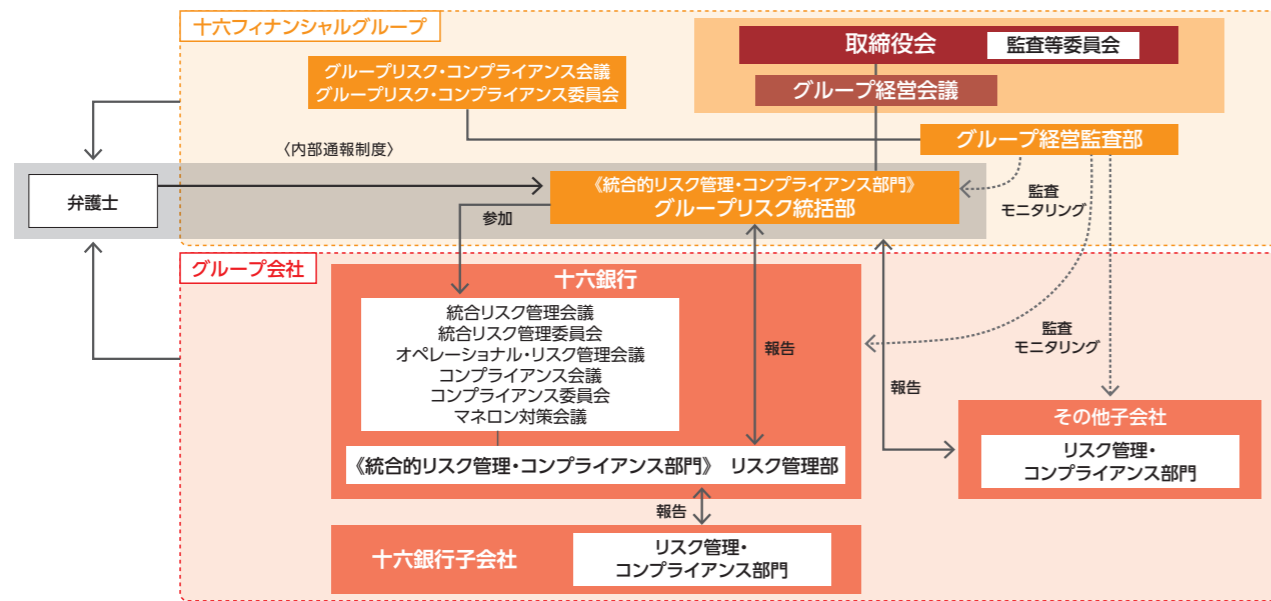 十六フィナンシャルグループ
取締役会
監査等委員会
グループリスク・コンプライアンス会議
グループリスク・コンプライアンス委員会
グループ経営会議
グループ経営監査部
〈内部通報制度〉
弁護士
《統合的リスク管理・コンプライアンス部門》
グループリスク統括部
監査
モニタリング
参加
グループ会社
十六銀行
統合リスク管理会議
統合リスク管理委員会
オペレーショナル・リスク管理会議
コンプライアンス会議
コンプライアンス委員会
マネロン対策会議
報告
監査
モニタリング
報告
《統合的リスク管理・コンプライアンス部門》 リスク管理部
その他子会社
リスク管理・
コンプライアンス部門
報告
十六銀行子会社
リスク管理・
コンプライアンス部門